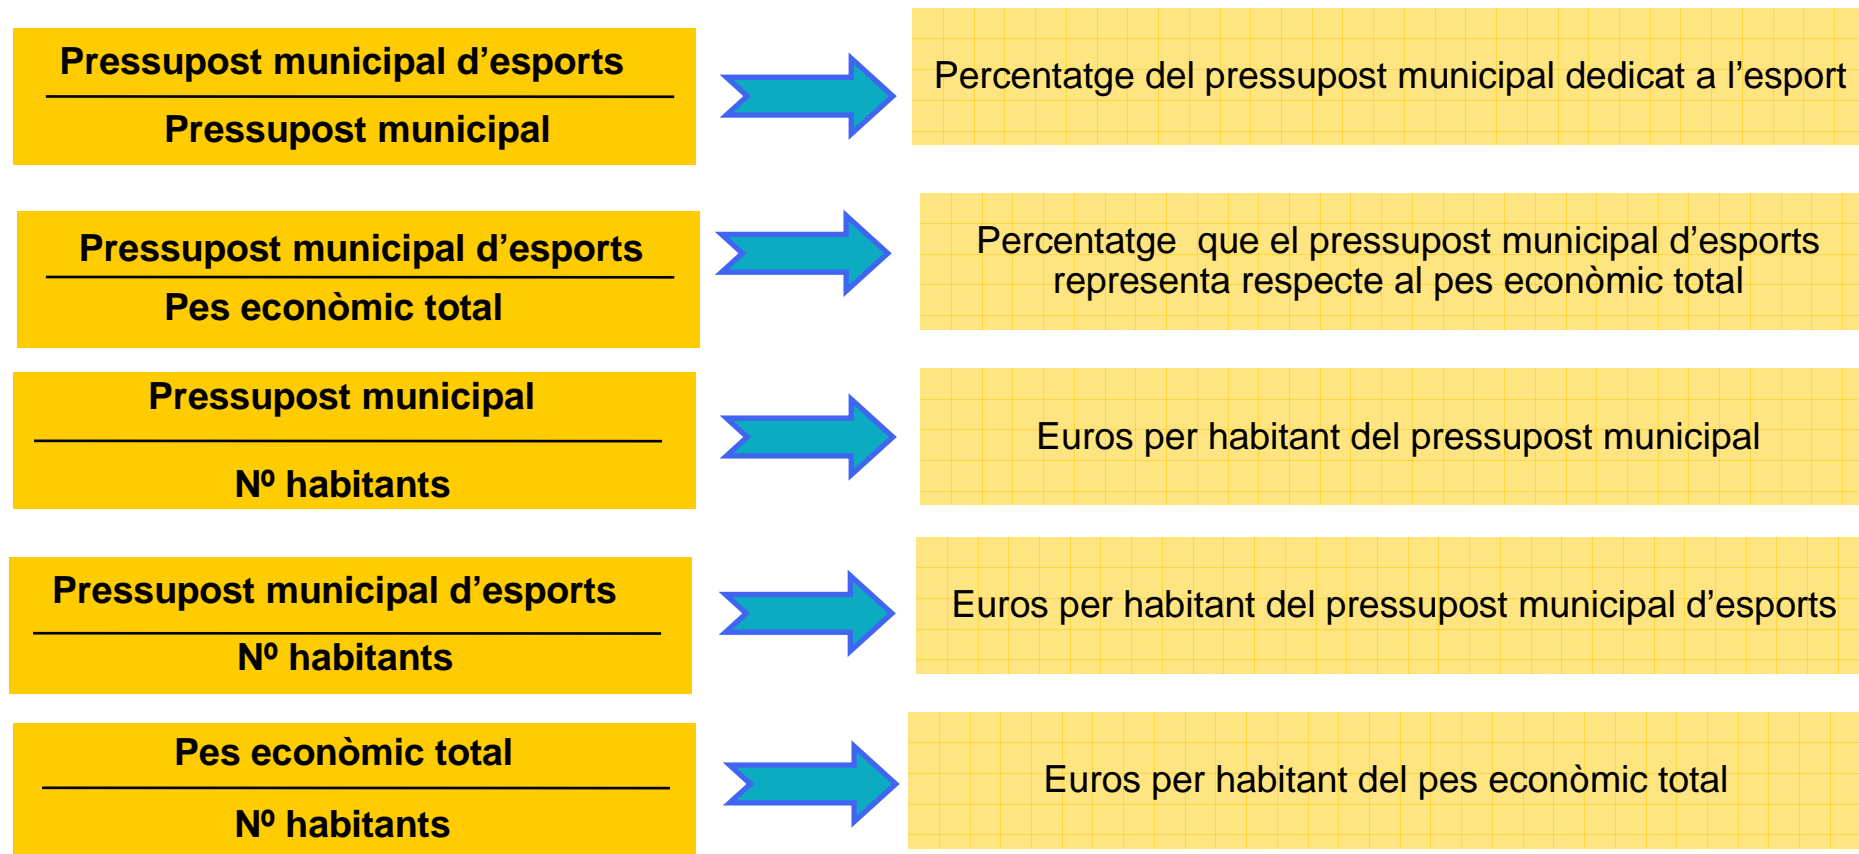 Pressupost municipal d’esports
Pressupost municipal
Percentatge del pressupost municipal dedicat a l’esport
Pressupost municipal d’esports
Pes econòmic total
Percentatge que el pressupost municipal d’esports
representa respecte al pes econòmic total
Pressupost municipal
Nº habitants
Euros per habitant del pressupost municipal
Pressupost municipal d’esports
Nº habitants
Euros per habitant del pressupost municipal d’esports
Pes econòmic total
Nº habitants
Euros per habitant del pes econòmic total